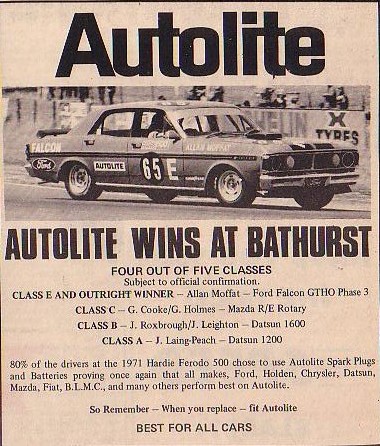 Autolite
FALCON
Ford
AUTOLITE
65E
ALLAN MOFFAT
X
TYRES
AUTOLITE WINS AT BATHURST
FOUR OUT OF FIVE CLASSES
Subject to official confirmation.
CLASS E AND OUTRIGHT WINNER – Allan Moffat – Ford Falcon GTHO Phase 3
CLASS C – G. Cooke/G. Holmes – Mazda R/E Rotary
CLASS B – J. Roxbrough/J. Leighton – Datsun 1600
CLASS A – J. Laing-Peach – Datsun 1200
80% of the drivers at the 1971 Hardie Ferodo 500 chose to use Autolite Spark Plugs
and Batteries proving once again that all makes, Ford, Holden, Chrysler, Datsun,
Mazda, Fiat, B.L.M.C., and many others perform best on Autolite.
So Remember – When you replace – fit Autolite
BEST FOR ALL CARS